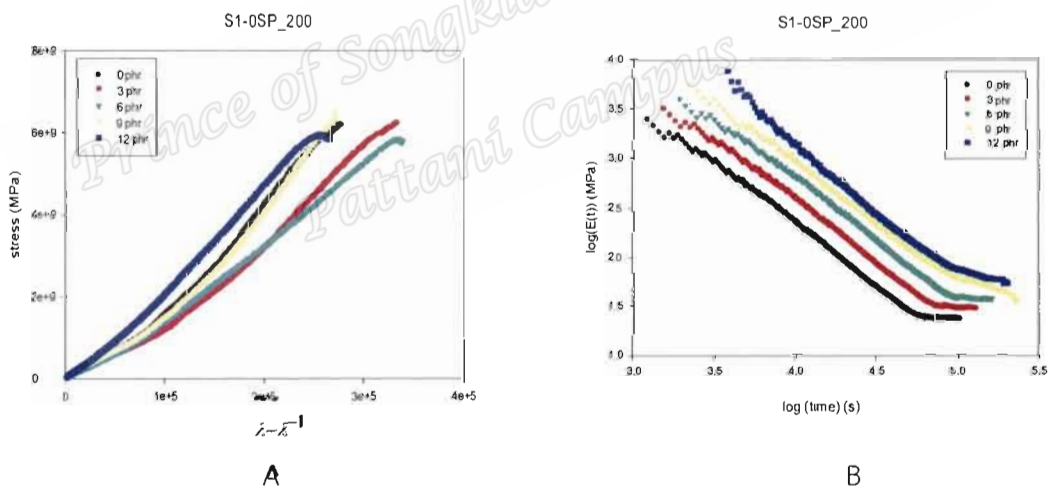 S1-0SP_200
8e+9
6e+9
4e+9
2e+9
0
0
1e+5
3e+5
4e+5
stress (MPa)
0 phr
3 phr
6 phr
9 phr
12 phr
A
S1-0SP_200
4.0
3.5
3.0
2.5
2.0
1.5
1.0
3.0
3.5
4.0
4.5
5.0
5.5
log(E(t)) (MPa)
log (time) (s)
0 phr
3 phr
6 phr
9 phr
12 phr
B
Prince of Songkla
Pattani Campus